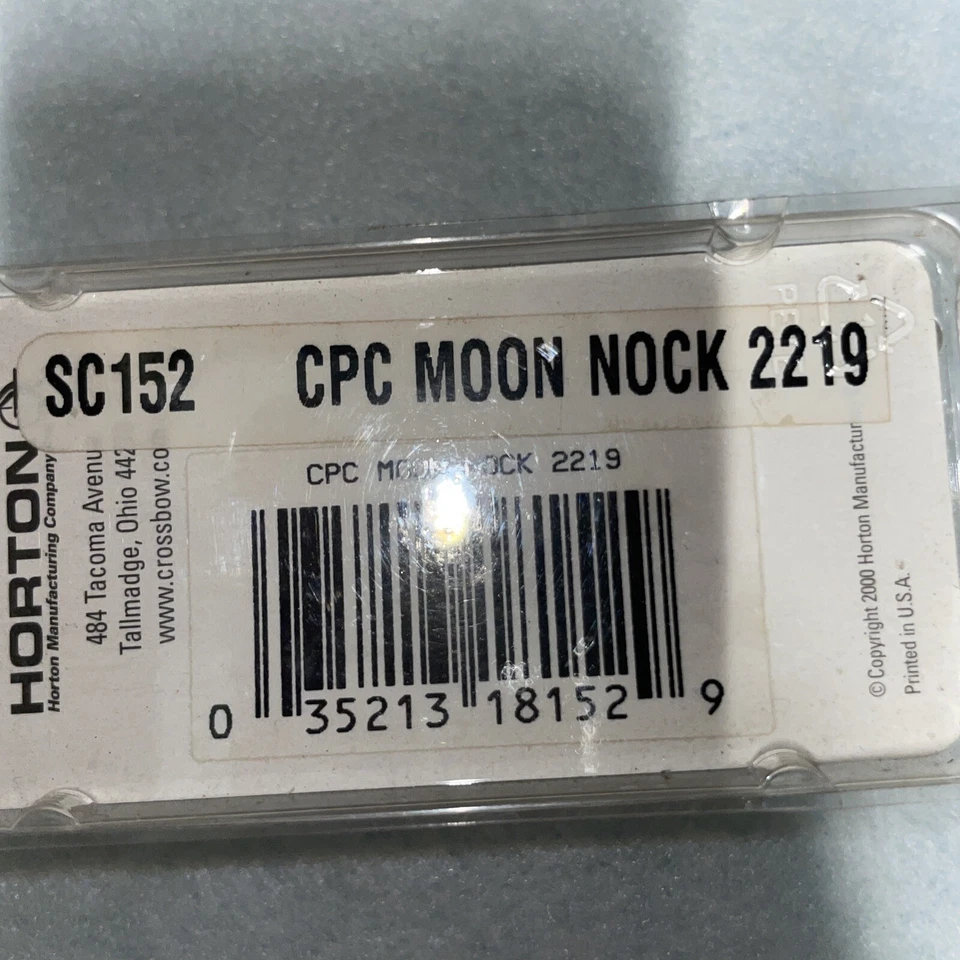 SC152 CPC MOON NOCK 2219
CPC MOON NOCK 2219
0 35213 18152 9
HORTON
Horton Manufacturing Company
484 Tacoma Avenu
Tallmadge, Ohio 442
www.crossbow.co
© Copyright 2000 Horton Manufactur
Printed in U.S.A.